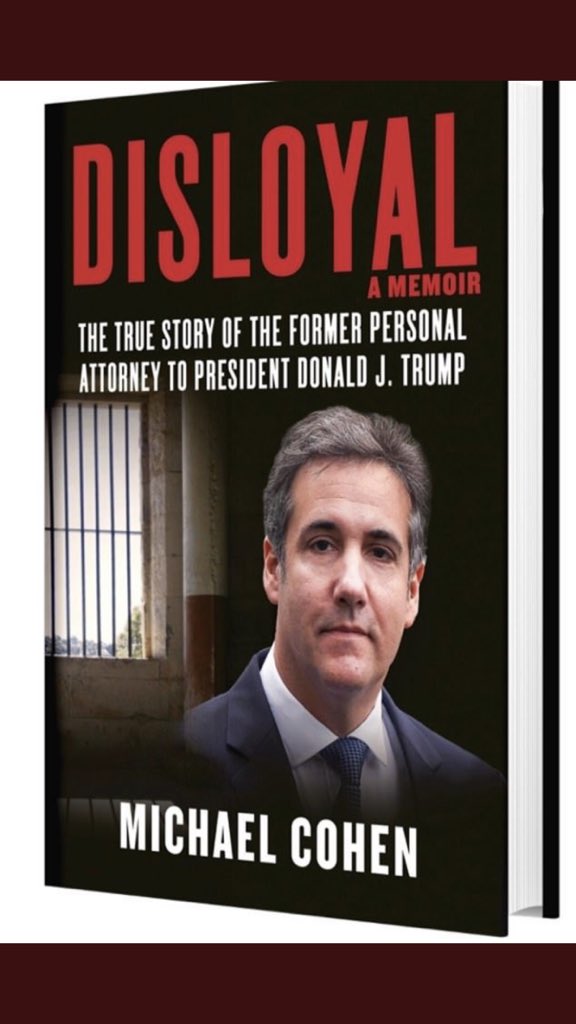 DISLOYAL
A MEMOIR
THE TRUE STORY OF THE FORMER PERSONAL
ATTORNEY TO PRESIDENT DONALD J. TRUMP
MICHAEL COHEN